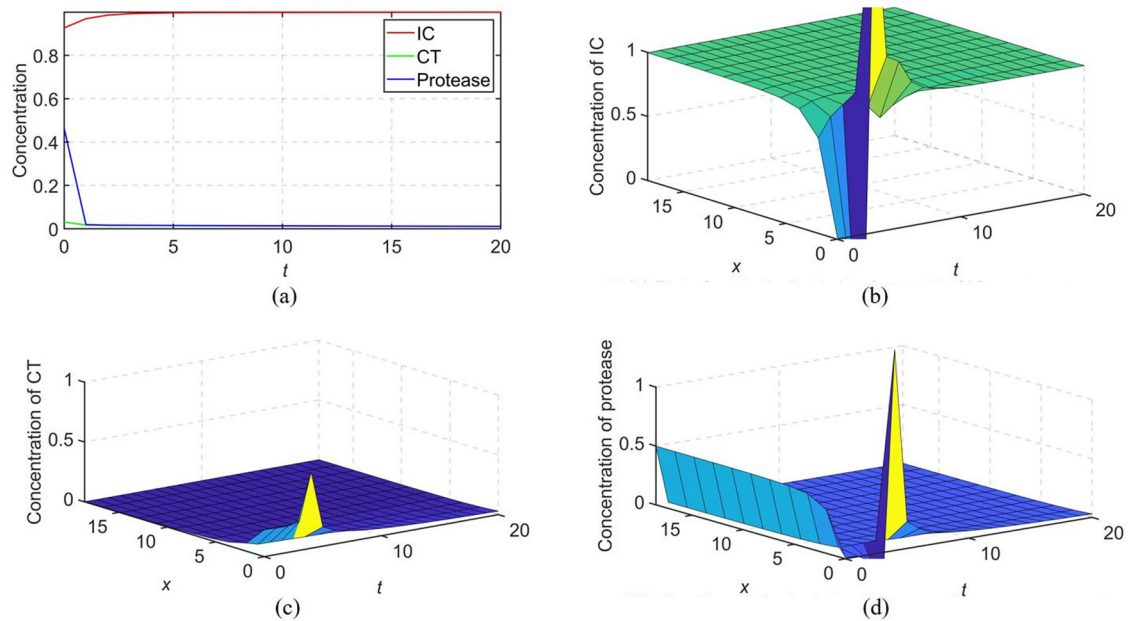 IC
CT
Protease
Concentration
0.8
0.6
0.4
0.2
0
0
5
10
15
20
t
(a)
Concentration of IC
1
0.5
0
15
10
5
0
0
10
20
x
t
(b)
Concentration of CT
1
0.5
0
15
10
5
0
0
10
20
x
t
(c)
Concentration of protease
1
0.5
0
15
10
5
0
0
10
20
x
t
(d)